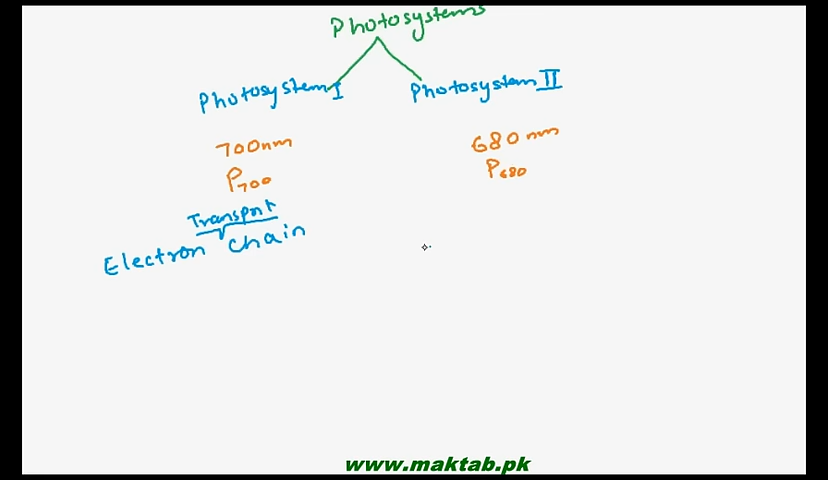 Photosystems
Photosystem I
Photosystem II
700nm
680 nm
P700
P680
Transport
Electron chain
www.maktab.pk